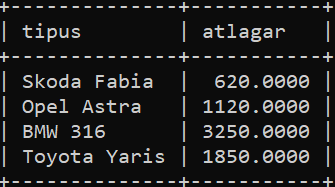 +--------------+-----------+
| tipus        | atlagar   |
+--------------+-----------+
| Skoda Fabia  |  620.0000 |
| Opel Astra   | 1120.0000 |
| BMW 316      | 3250.0000 |
| Toyota Yaris | 1850.0000 |
+--------------+-----------+